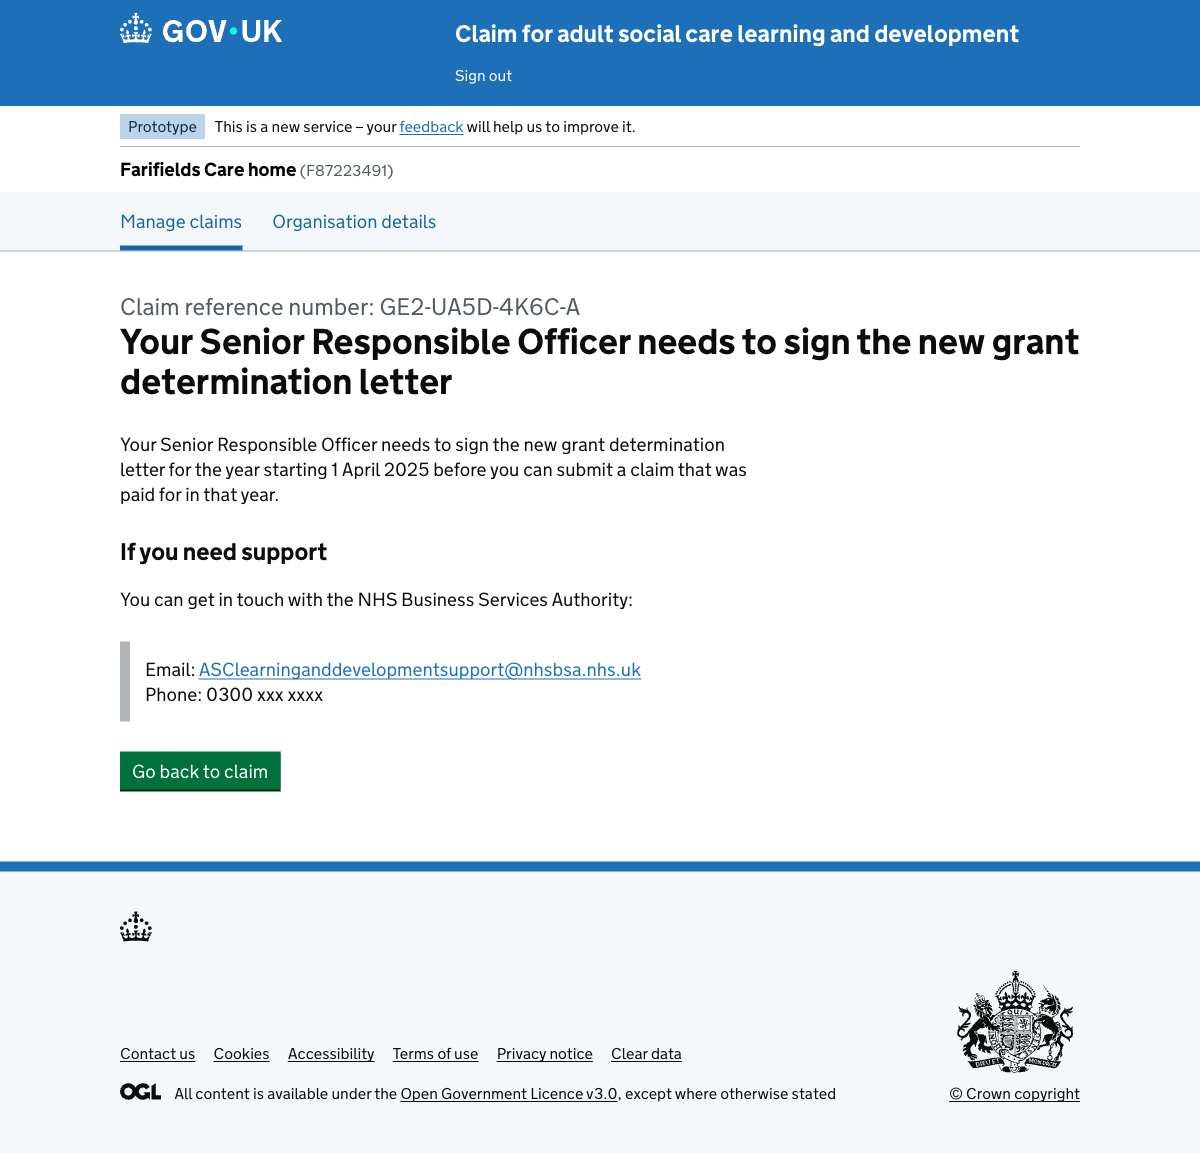 GOV·UK
Claim for adult social care learning and development
Sign out
Prototype
This is a new service – your feedback will help us to improve it.
Farifields Care home (F87223491)
Manage claims
Organisation details
Claim reference number: GE2-UA5D-4K6C-A
Your Senior Responsible Officer needs to sign the new grant
determination letter
Your Senior Responsible Officer needs to sign the new grant determination
letter for the year starting 1 April 2025 before you can submit a claim that was
paid for in that year.
If you need support
You can get in touch with the NHS Business Services Authority:
Email: ASClearninganddevelopmentsupport@nhsbsa.nhs.uk
Phone: 0300 xxx xxxx
Go back to claim
Contact us Cookies Accessibility Terms of use Privacy notice Clear data
OGL All content is available under the Open Government Licence v3.0, except where otherwise stated
© Crown copyright